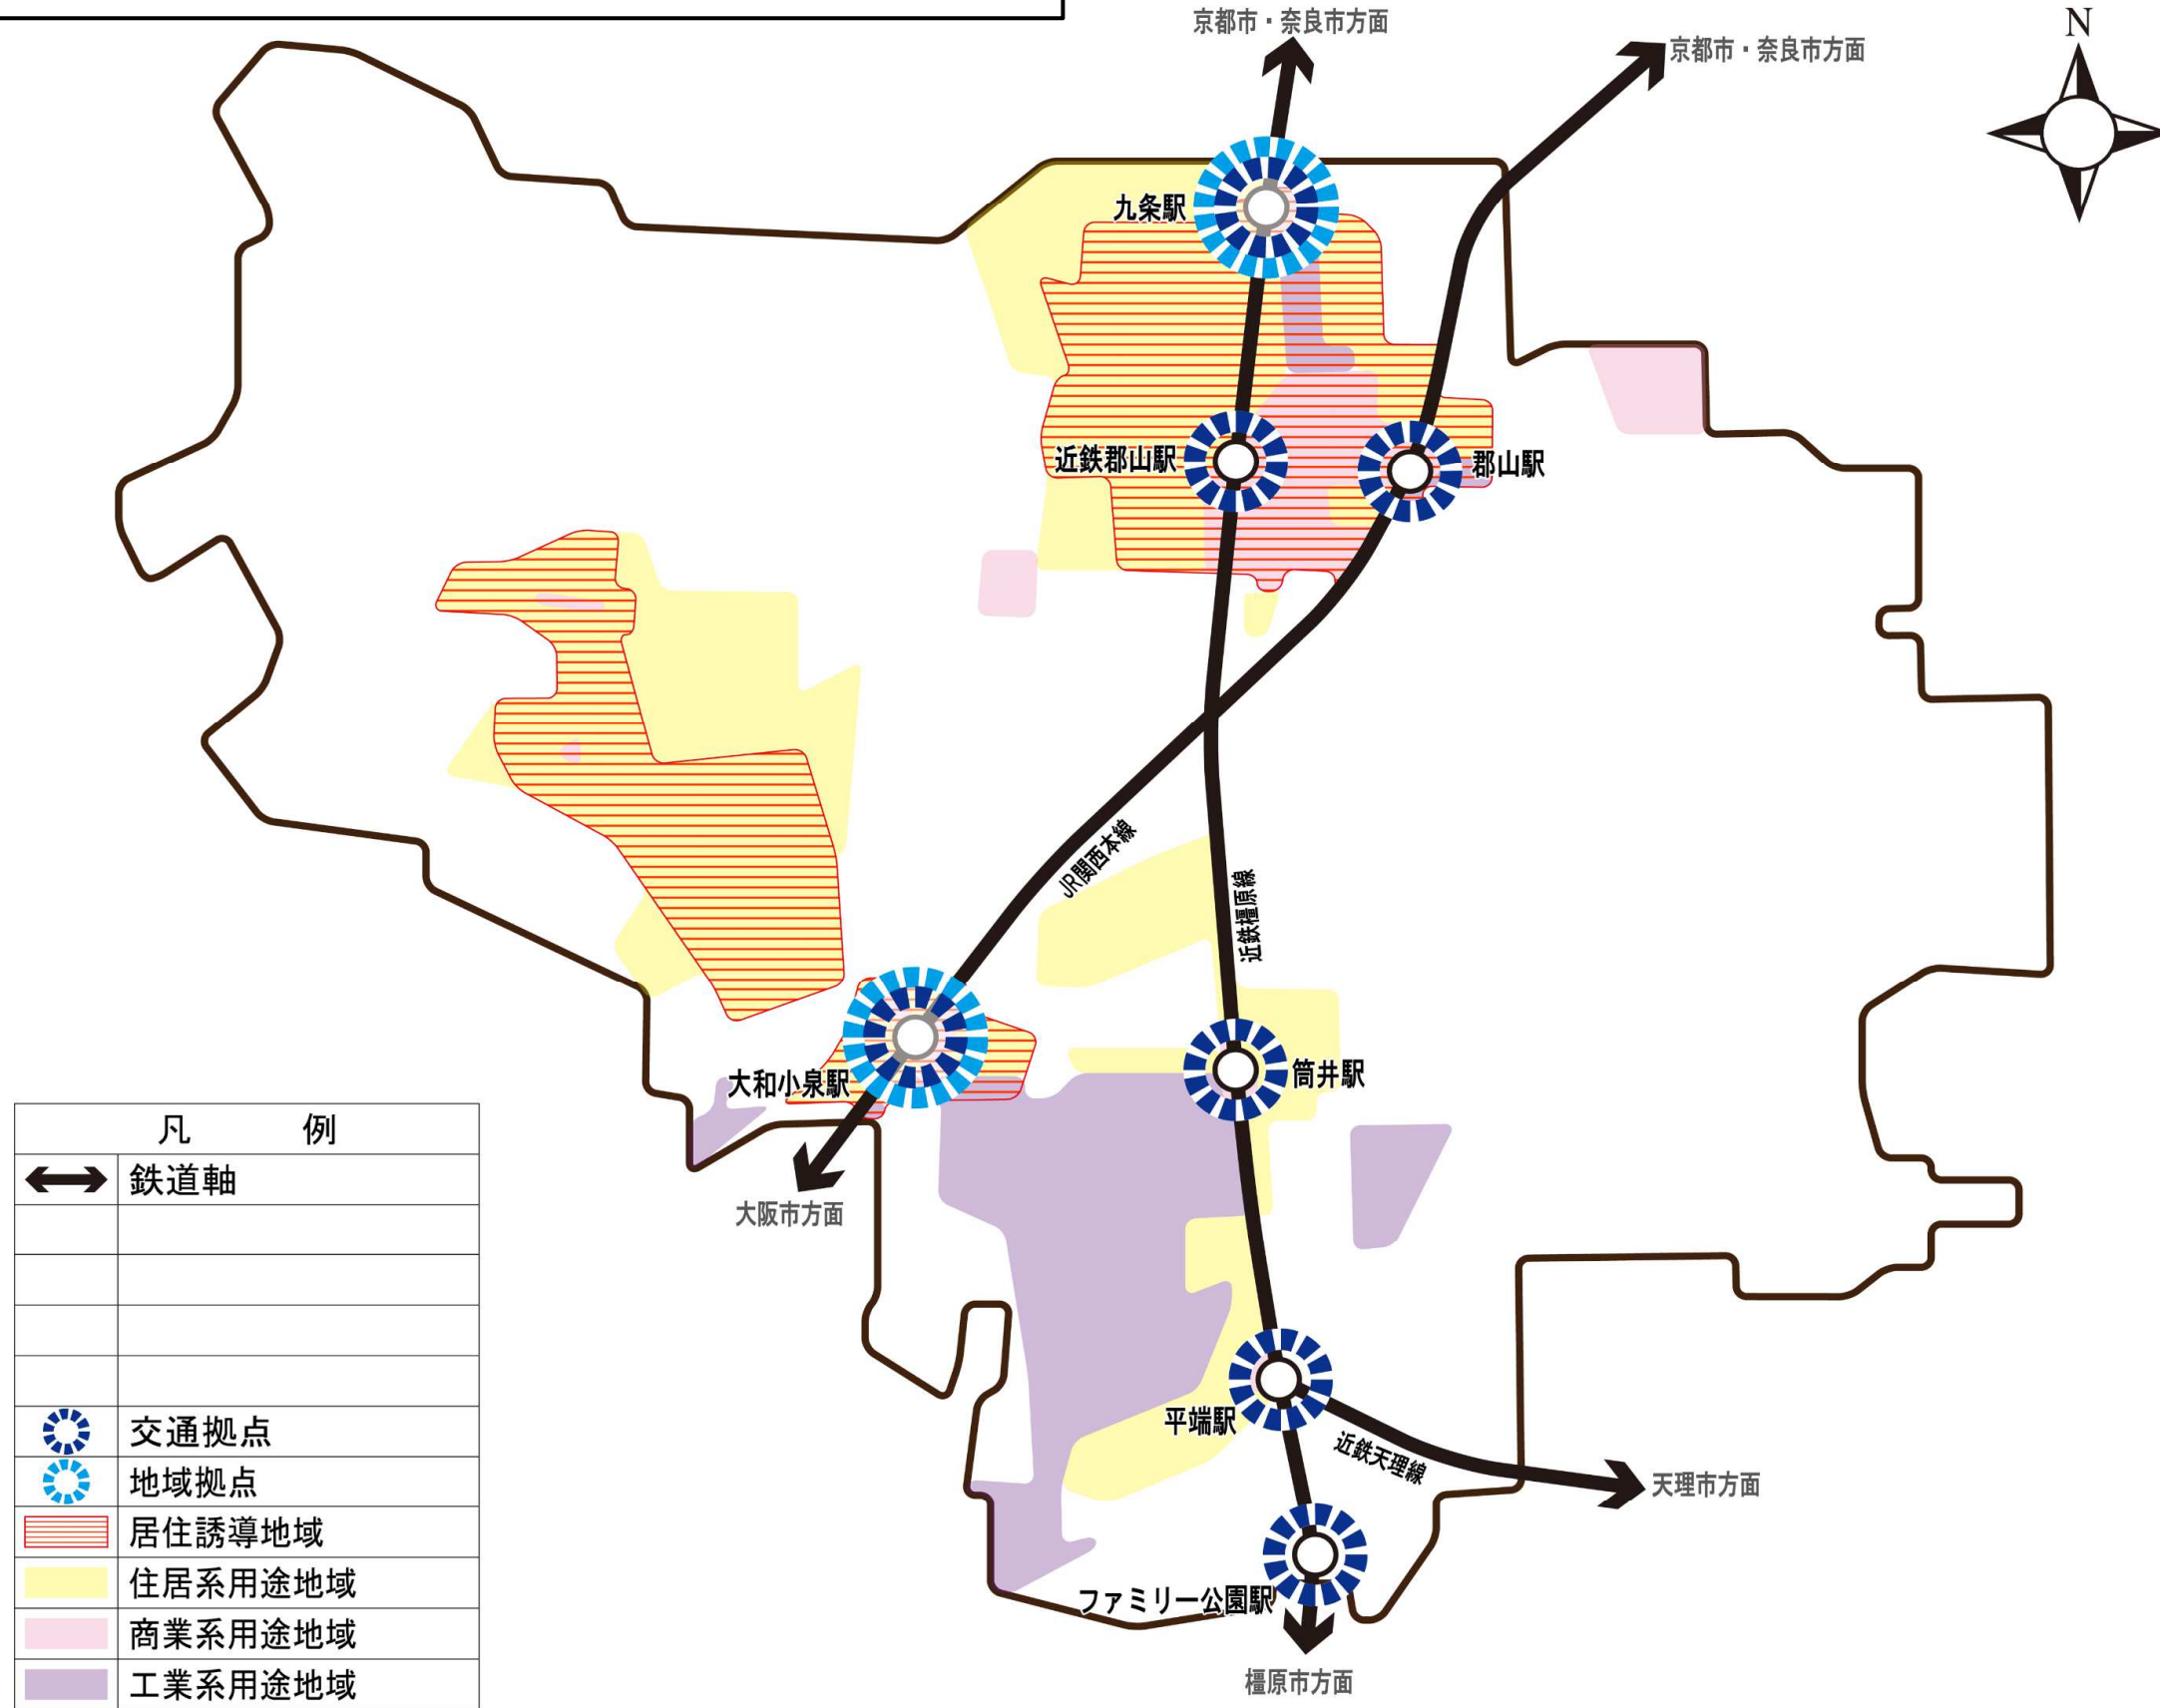 京都市・奈良市方面
京都市・奈良市方面
N
九条駅
近鉄郡山駅
郡山駅
JR関西本線
近鉄橿原線
大和小泉駅
筒井駅
大阪市方面
平端駅
近鉄天理線
天理市方面
ファミリー公園駅
橿原市方面
凡例
鉄道軸
交通拠点
地域拠点
居住誘導地域
住居系用途地域
商業系用途地域
工業系用途地域